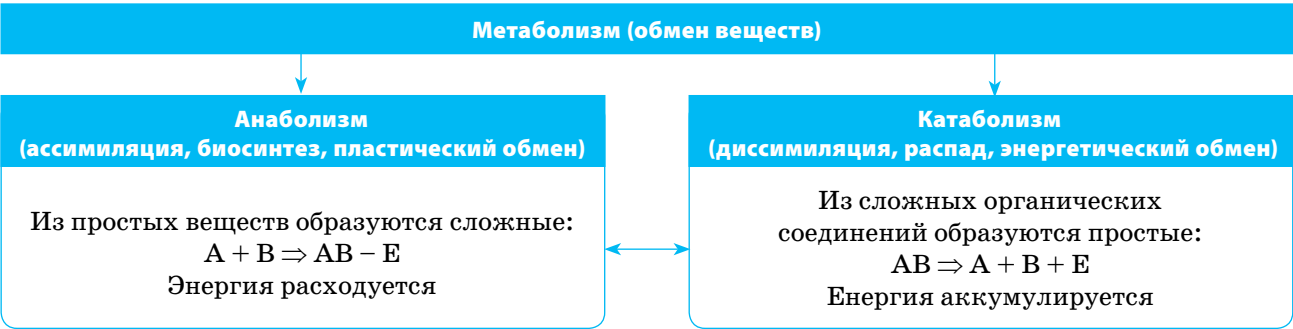 Метаболизм (обмен веществ)
Анаболизм
(ассимиляция, биосинтез, пластический обмен)
Из простых веществ образуются сложные:
A + B ⇒ AB – E
Энергия расходуется
Катаболизм
(диссимиляция, распад, энергетический обмен)
Из сложных органических
соединений образуются простые:
AB ⇒ A + B + E
Енергия аккумулируется